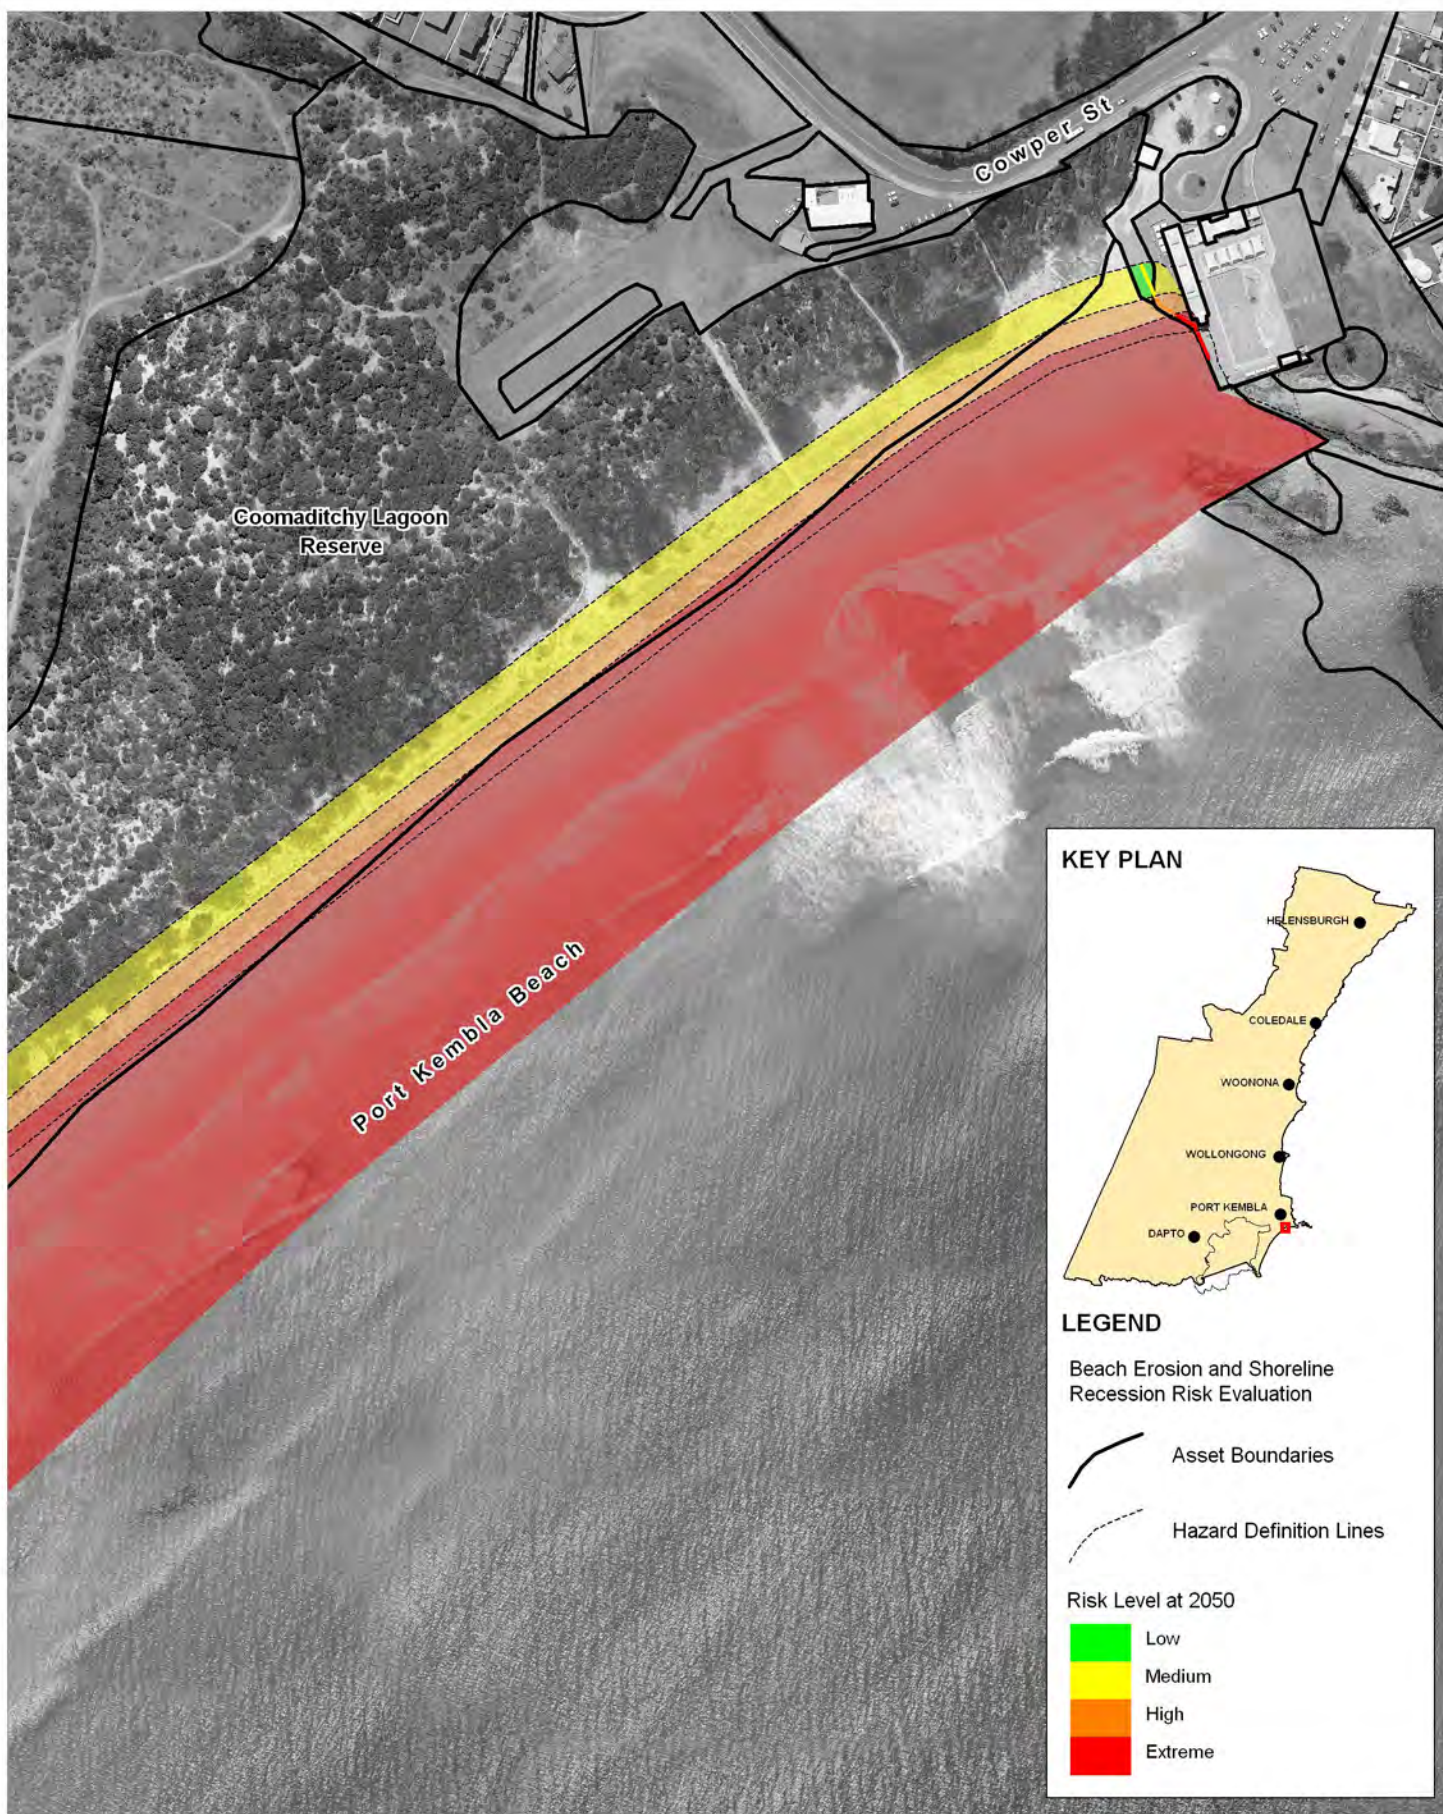 Cowper St
Coomaditchy Lagoon
Reserve
Port Kembla Beach
KEY PLAN
HELENSBURGH
COLEDALE
WOONONA
WOLLONGONG
PORT KEMBLA
DAPTO
LEGEND
Beach Erosion and Shoreline
Recession Risk Evaluation
Asset Boundaries
Hazard Definition Lines
Risk Level at 2050
Low
Medium
High
Extreme